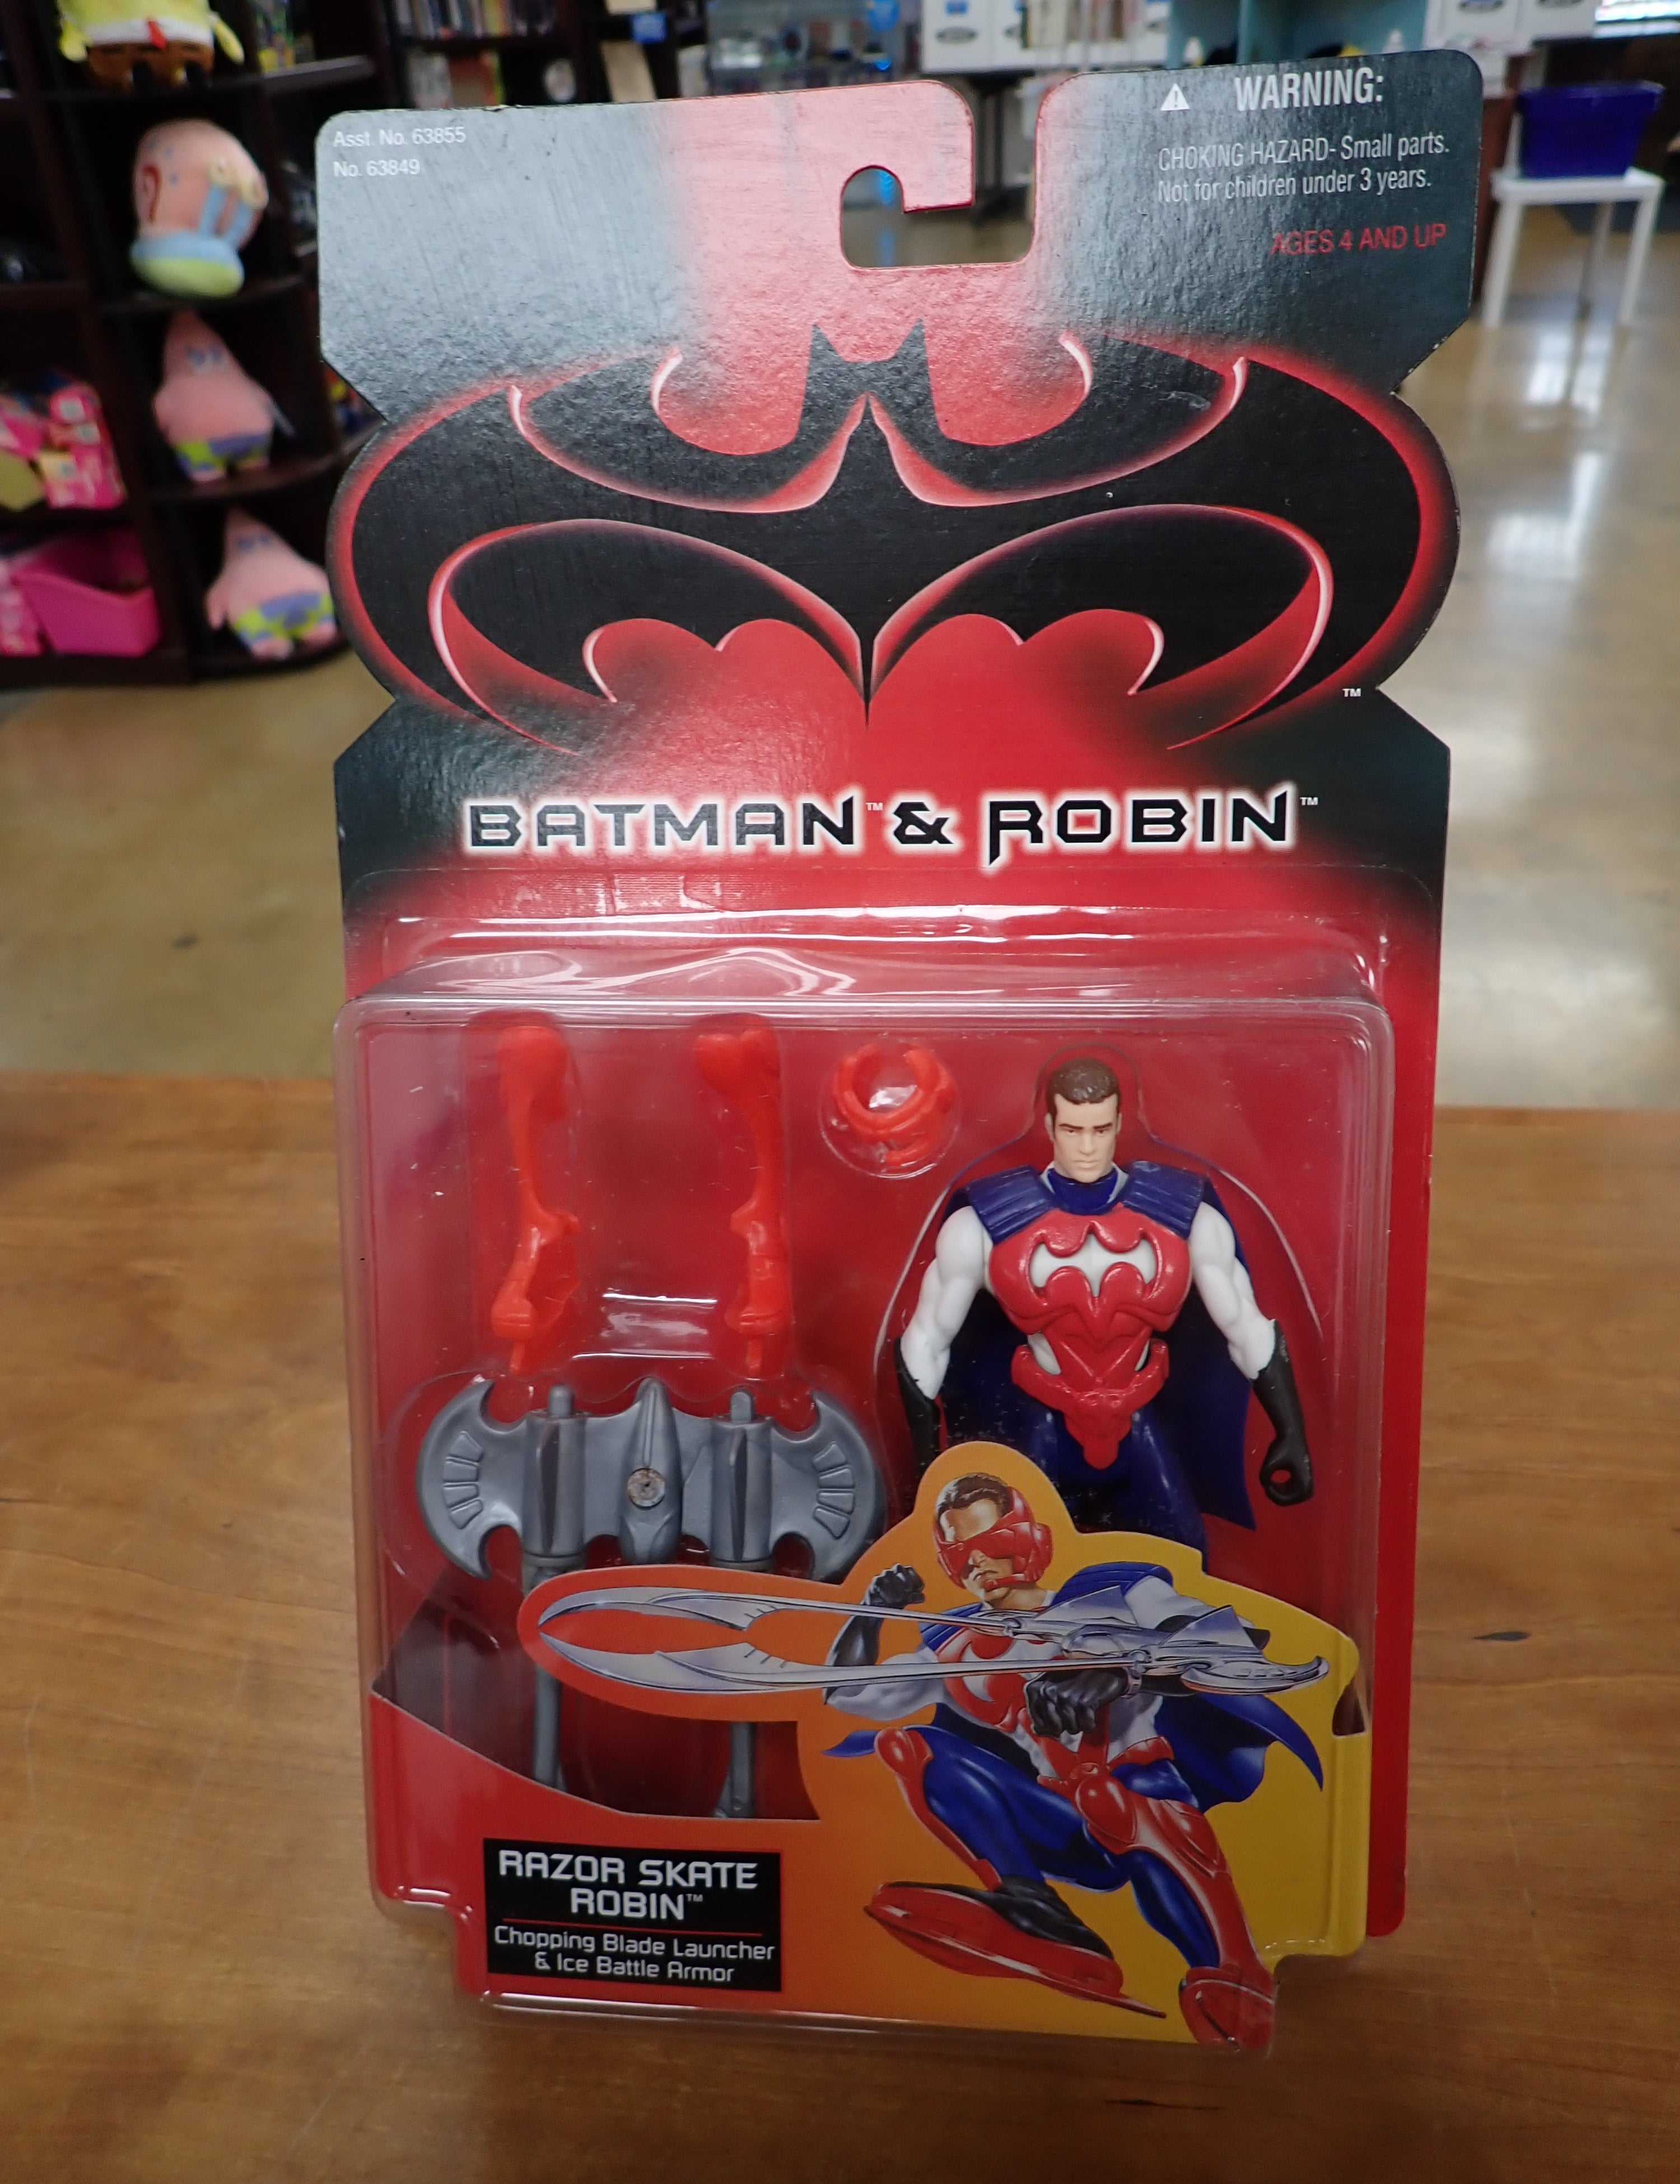 Asst. No. 63855
No. 63849
⚠ WARNING:
CHOKING HAZARD- Small parts.
Not for children under 3 years.
AGES 4 AND UP
™
BATMAN™ & ROBIN™
RAZOR SKATE
ROBIN™
Chopping Blade Launcher
& Ice Battle Armor